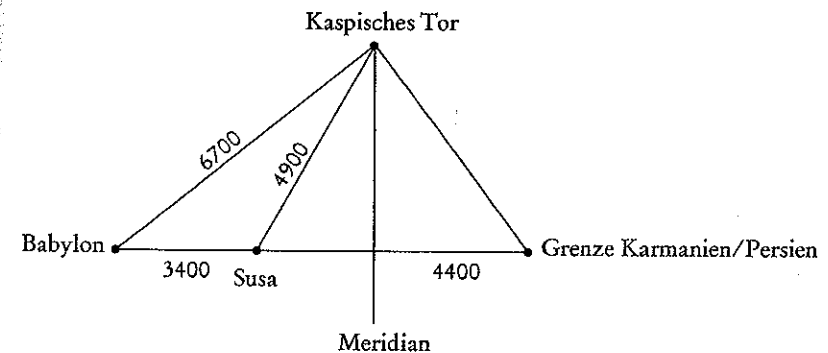 Kaspisches Tor
6700
4900
Babylon
Grenze Karmanien/Persien
3400
Susa
4400
Meridian